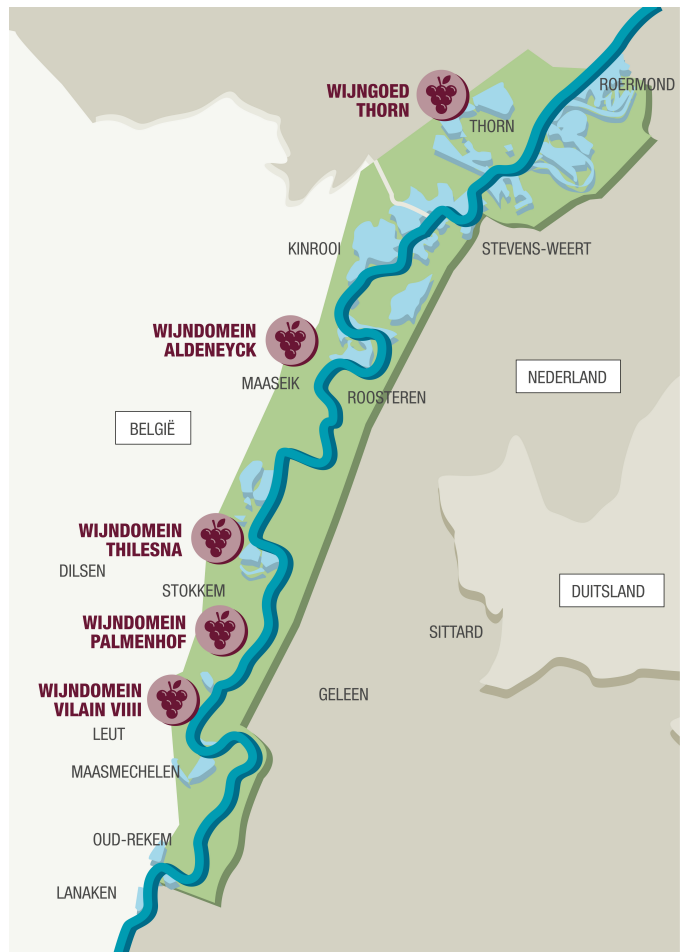 ROERMOND
WIJNGOED
THORN
THORN
KINROOI
STEVENS-WEERT
WIJNDOMEIN
ALDENEYCK
MAASEIK
ROOSTEREN
NEDERLAND
BELGIË
WIJNDOMEIN
THILESNA
DILSEN
STOKKEM
DUITSLAND
WIJNDOMEIN
PALMENHOF
SITTARD
WIJNDOMEIN
VILAIN VIIII
GELEEN
LEUT
MAASMECHELEN
OUD-REKEM
LANAKEN